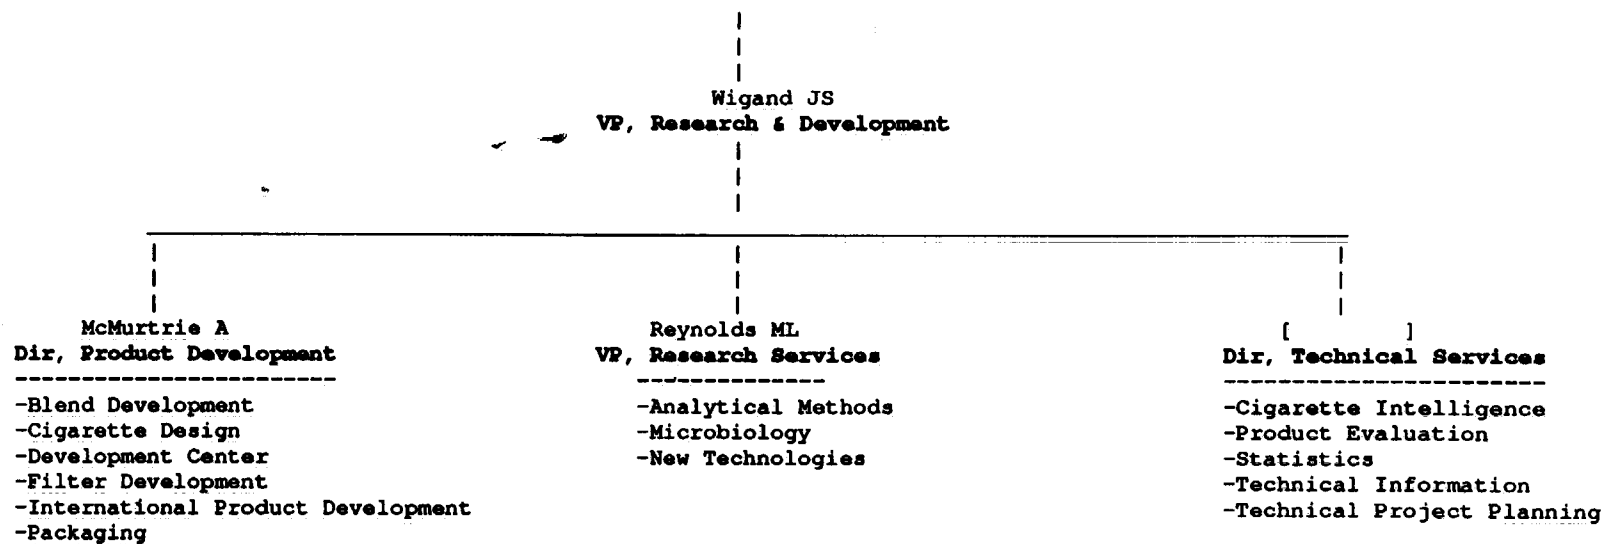 Wigand JS
VP, Research & Development
McMurtrie A
Dir, Product Development
-Blend Development
-Cigarette Design
-Development Center
-Filter Development
-International Product Development
-Packaging
Reynolds ML
VP, Research Services
-Analytical Methods
-Microbiology
-New Technologies
[ ]
Dir, Technical Services
-Cigarette Intelligence
-Product Evaluation
-Statistics
-Technical Information
-Technical Project Planning